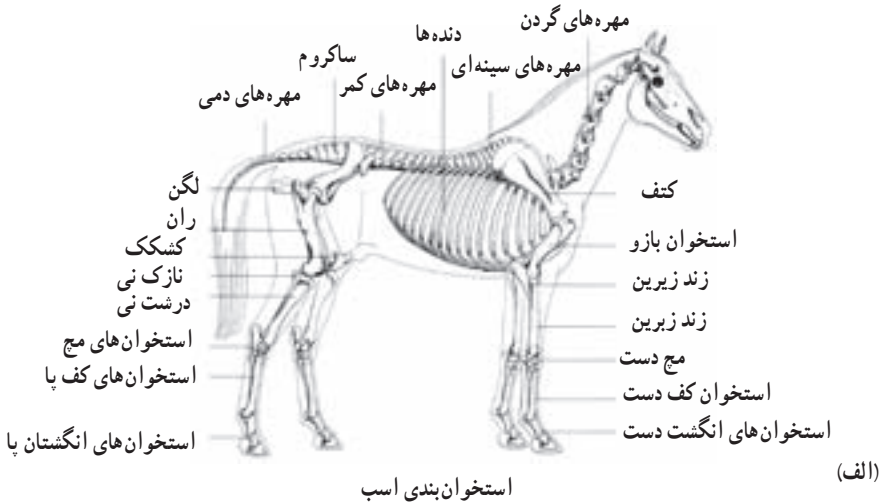 مهره‌های گردن
دنده‌ها
مهره‌های سینه‌ای
ساکروم
مهره‌های کمر
مهره‌های دمی
کتف
استخوان بازو
زند زیرین
زند زبرین
مچ دست
استخوان کف دست
استخوان‌های انگشت دست
لگن
ران
کشکک
نازک نی
درشت نی
استخوان‌های مچ
استخوان‌های کف پا
استخوان‌های انگشتان پا
(الف)
استخوان‌بندی اسب